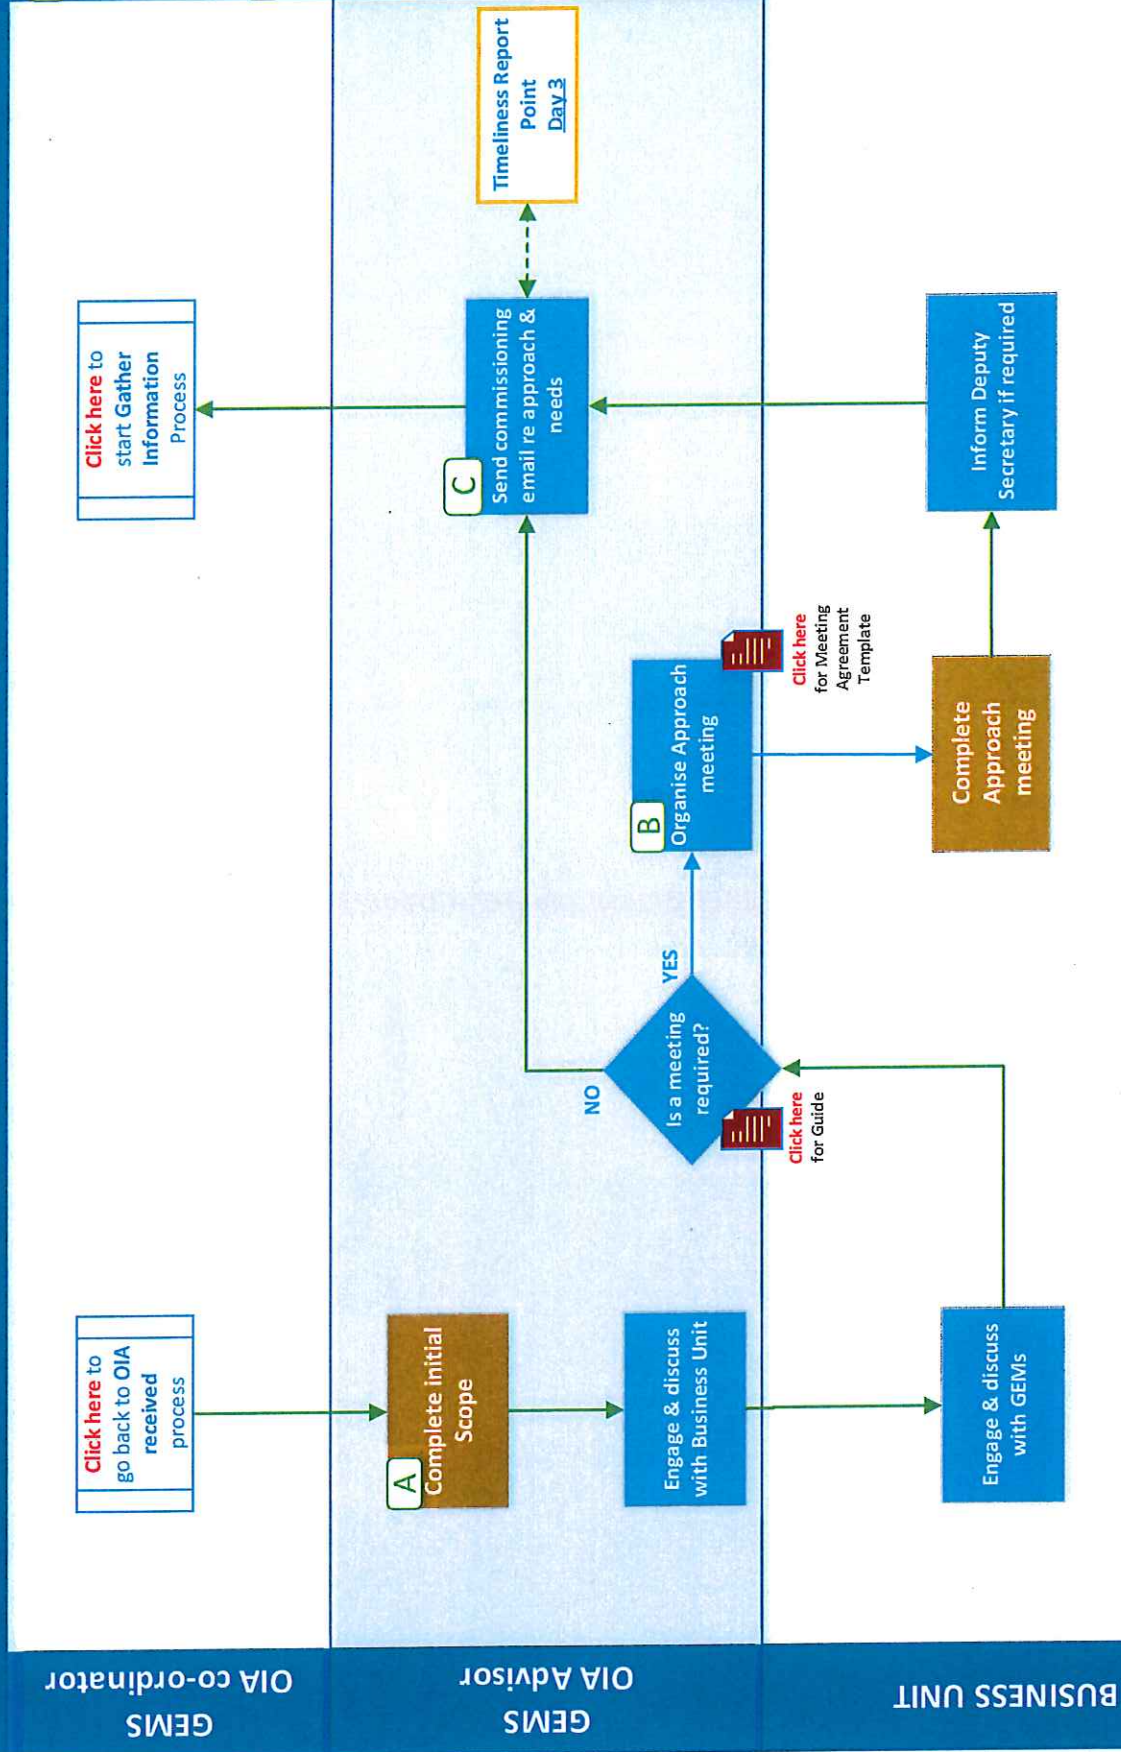 GEMS
OIA co-ordinator
Click here to
go back to OIA
received
process
Click here to
start Gather
Information
Process
GEMS
OIA Advisor
A
Complete initial
Scope
Engage & discuss
with Business Unit
Is a meeting
required?
NO
YES
Click here
for Guide
B
Organise Approach
meeting
Click here
for Meeting
Agreement
Template
C
Send commissioning
email re approach &
needs
Timeliness Report
Point
Day 3
BUSINESS UNIT
Engage & discuss
with GEMs
Complete
Approach
meeting
Inform Deputy
Secretary if required